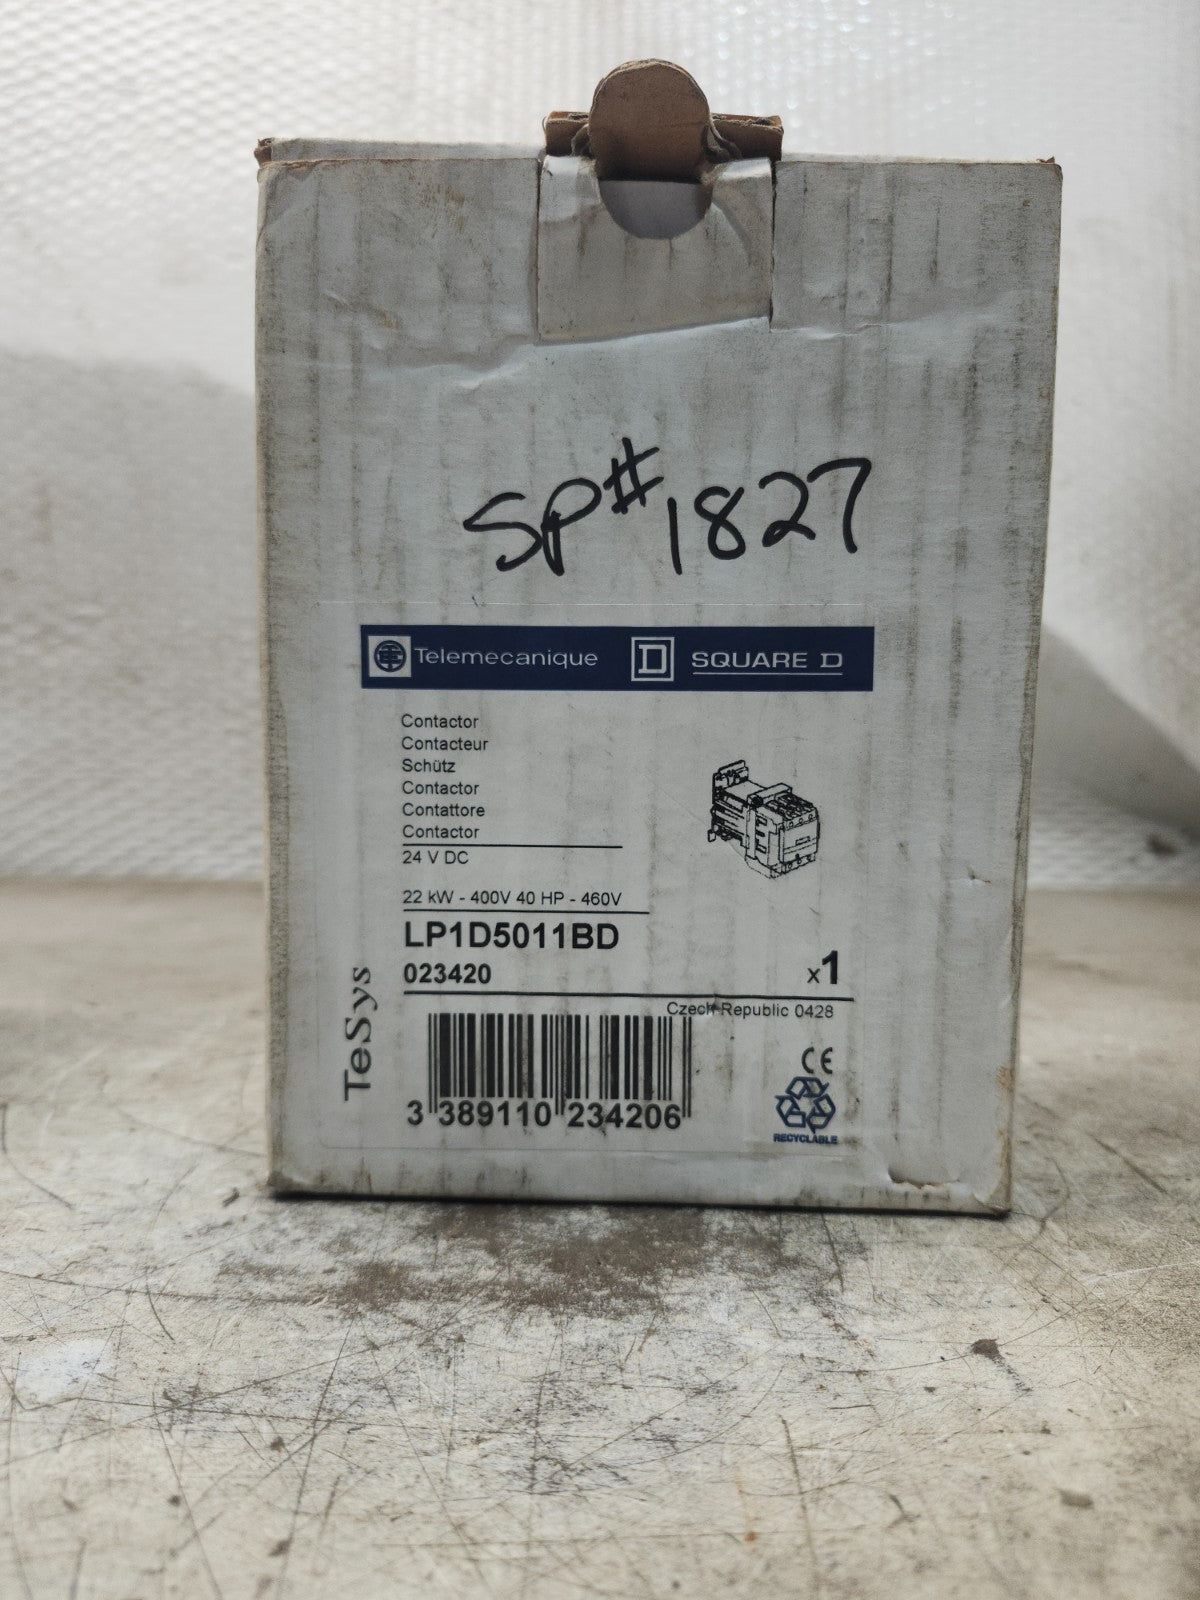 SP#1827
Telemecanique D SQUARE D
Contactor
Contacteur
Schütz
Contactor
Contattore
Contactor
24 V DC
22 kW - 400V 40 HP - 460V
LP1D5011BD
023420 x1
Czech Republic 0428
TeSys
CE
3 389110 234206
RECYCLABLE